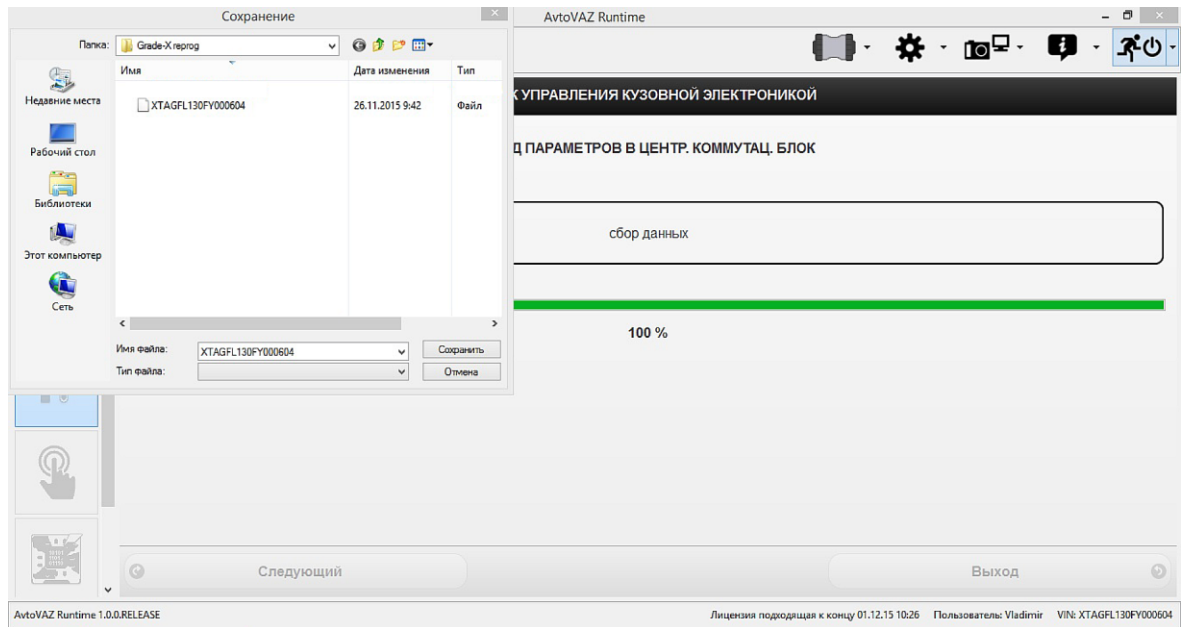 Сохранение
AvtoVAZ Runtime
Папка: Grade-X reprog
Имя Дата изменения Тип
XTAGFL130FY000604 26.11.2015 9:42 Файл
Недавние места
Рабочий стол
Библиотеки
Этот компьютер
Сеть
Имя файла: XTAGFL130FY000604 Сохранить
Тип файла: Отмена
К УПРАВЛЕНИЯ КУЗОВНОЙ ЭЛЕКТРОНИКОЙ
Д ПАРАМЕТРОВ В ЦЕНТР. КОММУТАЦ. БЛОК
сбор данных
100 %
Следующий Выход
AvtoVAZ Runtime 1.0.0.RELEASE Лицензия подходящая к концу 01.12.15 10:26 Пользователь: Vladimir VIN: XTAGFL130FY000604